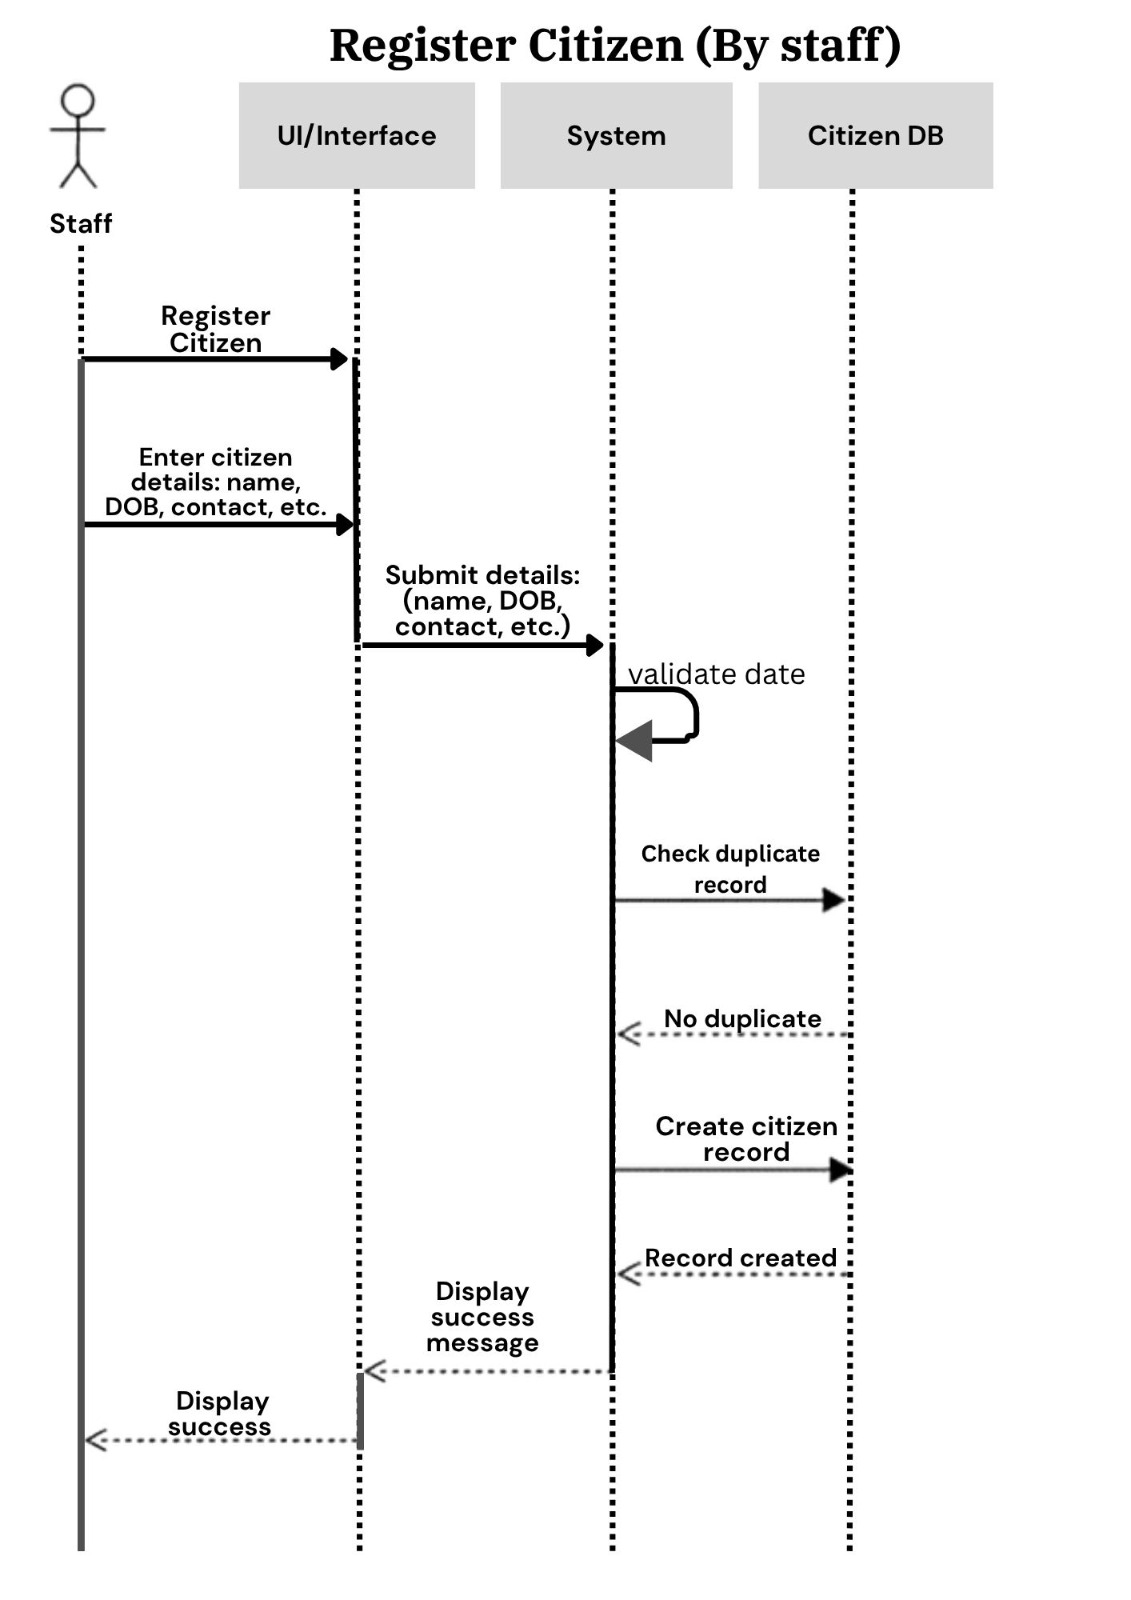 Register Citizen (By staff)
UI/Interface
System
Citizen DB
Staff
Register
Citizen
Enter citizen
details: name,
DOB, contact, etc.
Submit details:
(name, DOB,
contact, etc.)
validate date
Check duplicate
record
No duplicate
Create citizen
record
Record created
Display
success
message
Display
success